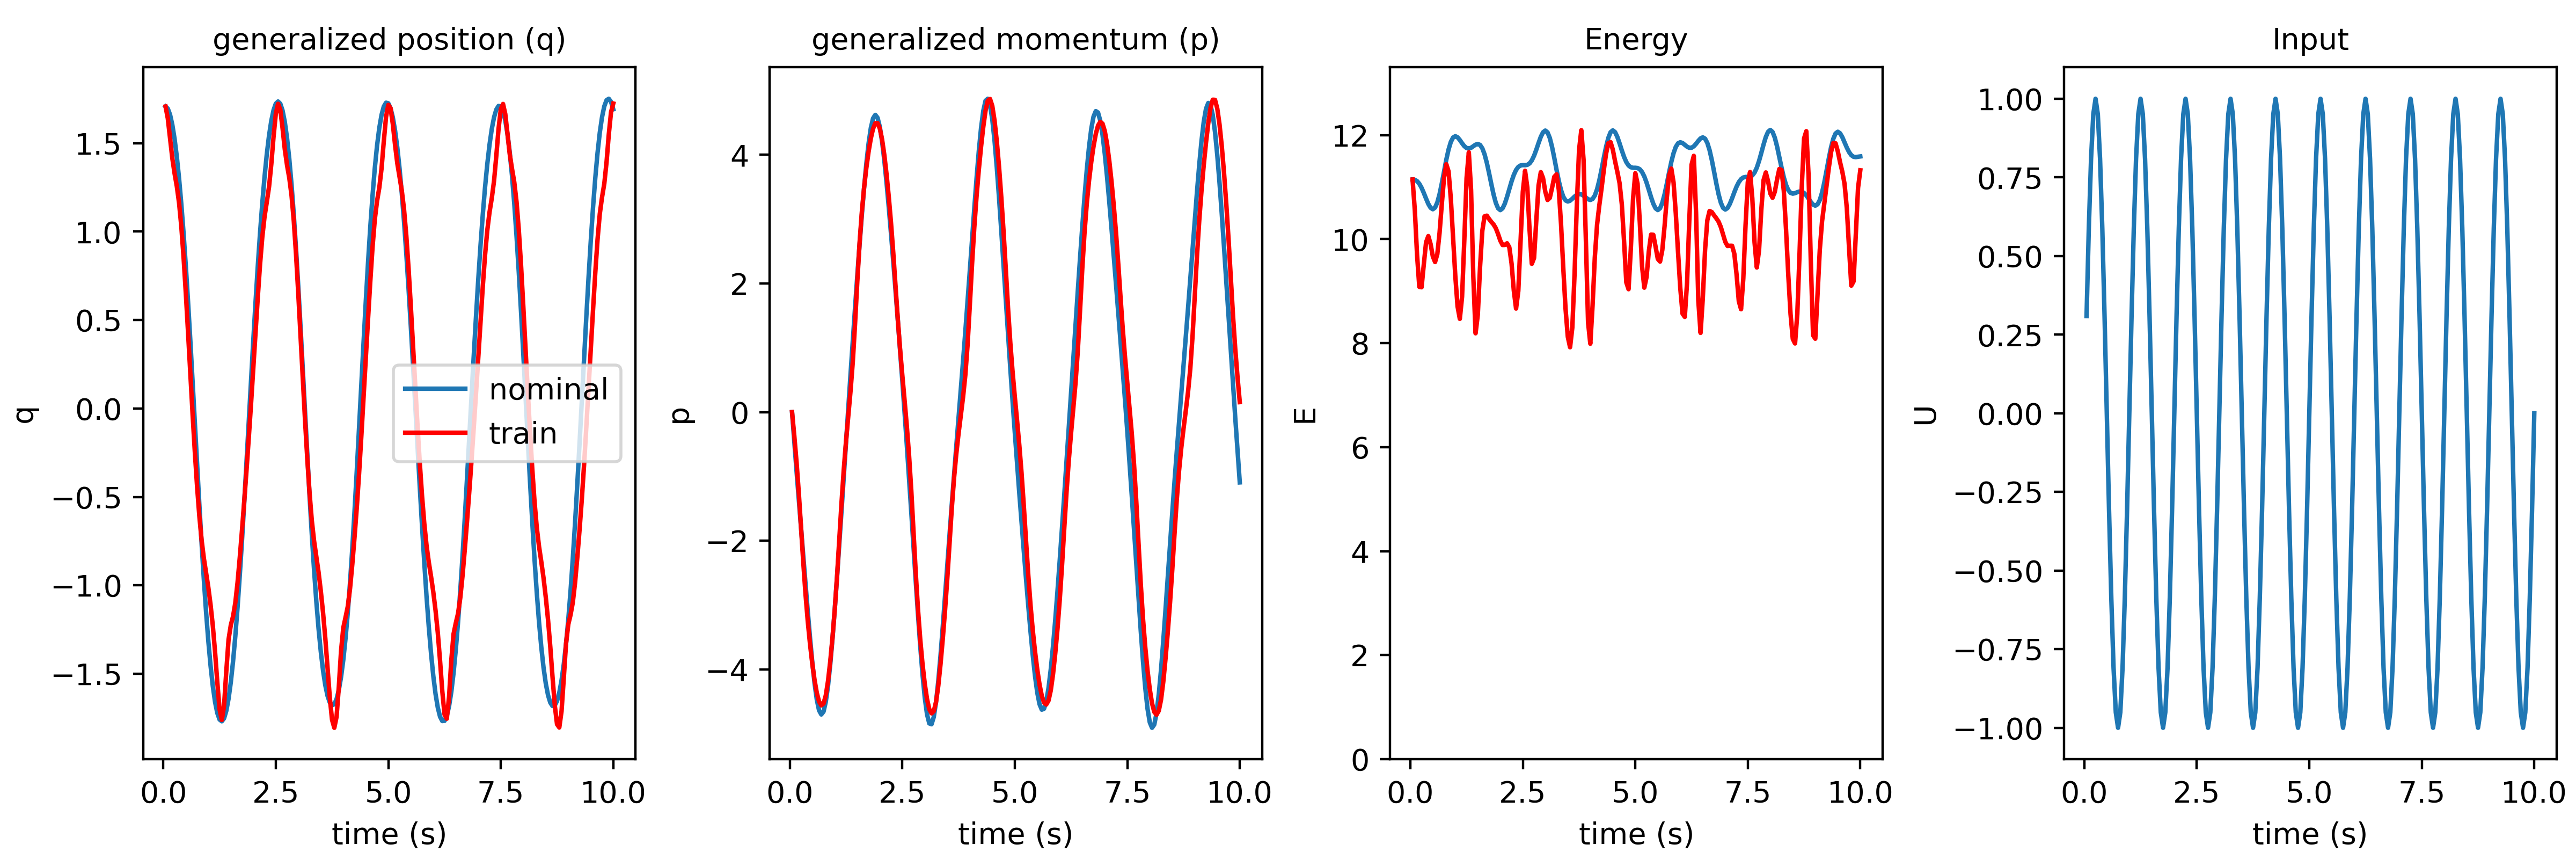 generalized position (q)
q
1.5
1.0
0.5
0.0
−0.5
−1.0
−1.5
nominal
train
0.0 2.5 5.0 7.5 10.0
time (s)
generalized momentum (p)
p
4
2
0
−2
−4
0.0 2.5 5.0 7.5 10.0
time (s)
Energy
E
12
10
8
6
4
2
0
0.0 2.5 5.0 7.5 10.0
time (s)
Input
U
1.00
0.75
0.50
0.25
0.00
−0.25
−0.50
−0.75
−1.00
0.0 2.5 5.0 7.5 10.0
time (s)